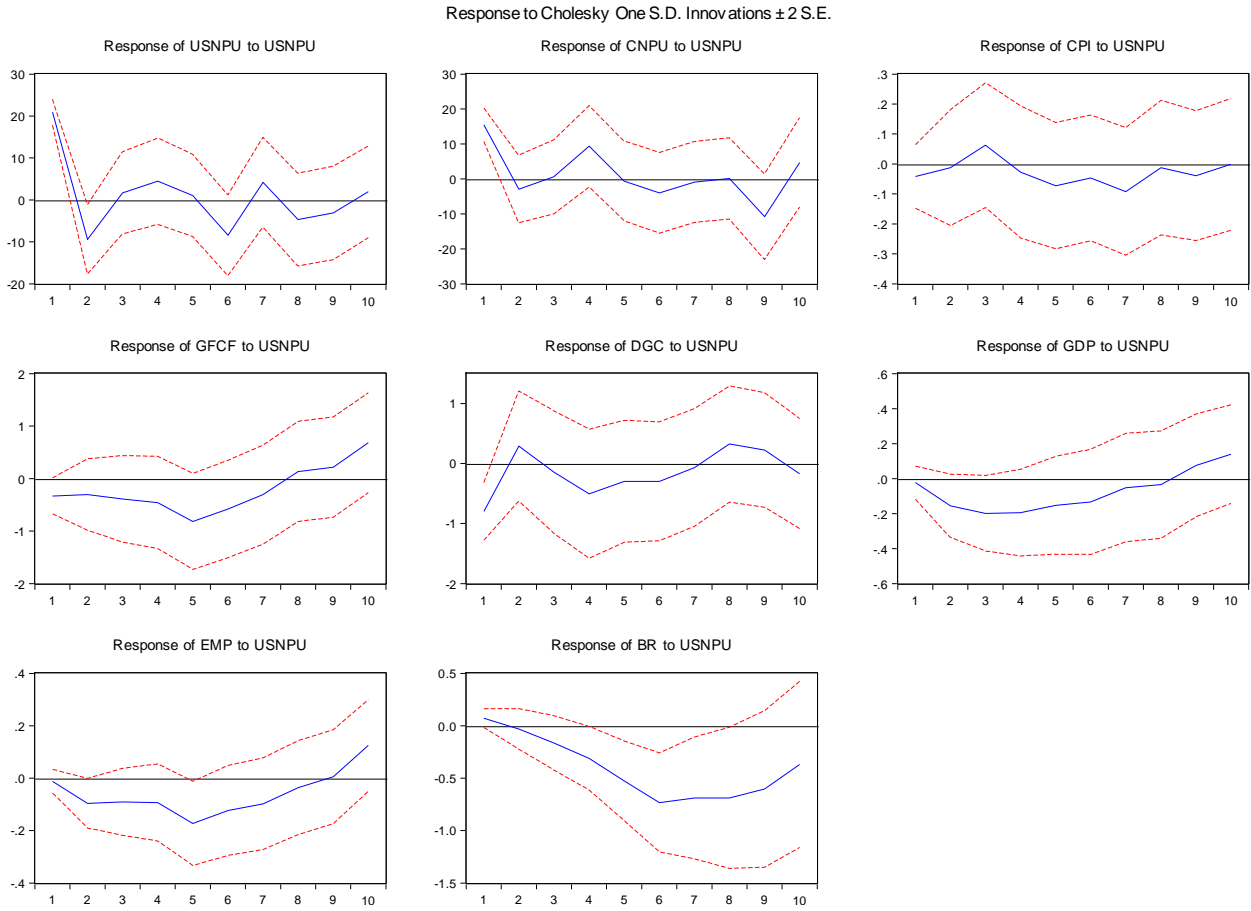 Response to Cholesky One S.D. Innovations ± 2 S.E.
Response of USNPU to USNPU
30
20
10
0
-10
-20
1 2 3 4 5 6 7 8 9 10
Response of CNPU to USNPU
30
20
10
0
-10
-20
-30
1 2 3 4 5 6 7 8 9 10
Response of CPI to USNPU
.3
.2
.1
.0
-.1
-.2
-.3
-.4
1 2 3 4 5 6 7 8 9 10
Response of GFCF to USNPU
2
1
0
-1
-2
1 2 3 4 5 6 7 8 9 10
Response of DGC to USNPU
1
0
-1
-2
1 2 3 4 5 6 7 8 9 10
Response of GDP to USNPU
.6
.4
.2
.0
-.2
-.4
-.6
1 2 3 4 5 6 7 8 9 10
Response of EMP to USNPU
.4
.2
.0
-.2
-.4
1 2 3 4 5 6 7 8 9 10
Response of BR to USNPU
0.5
0.0
-0.5
-1.0
-1.5
1 2 3 4 5 6 7 8 9 10